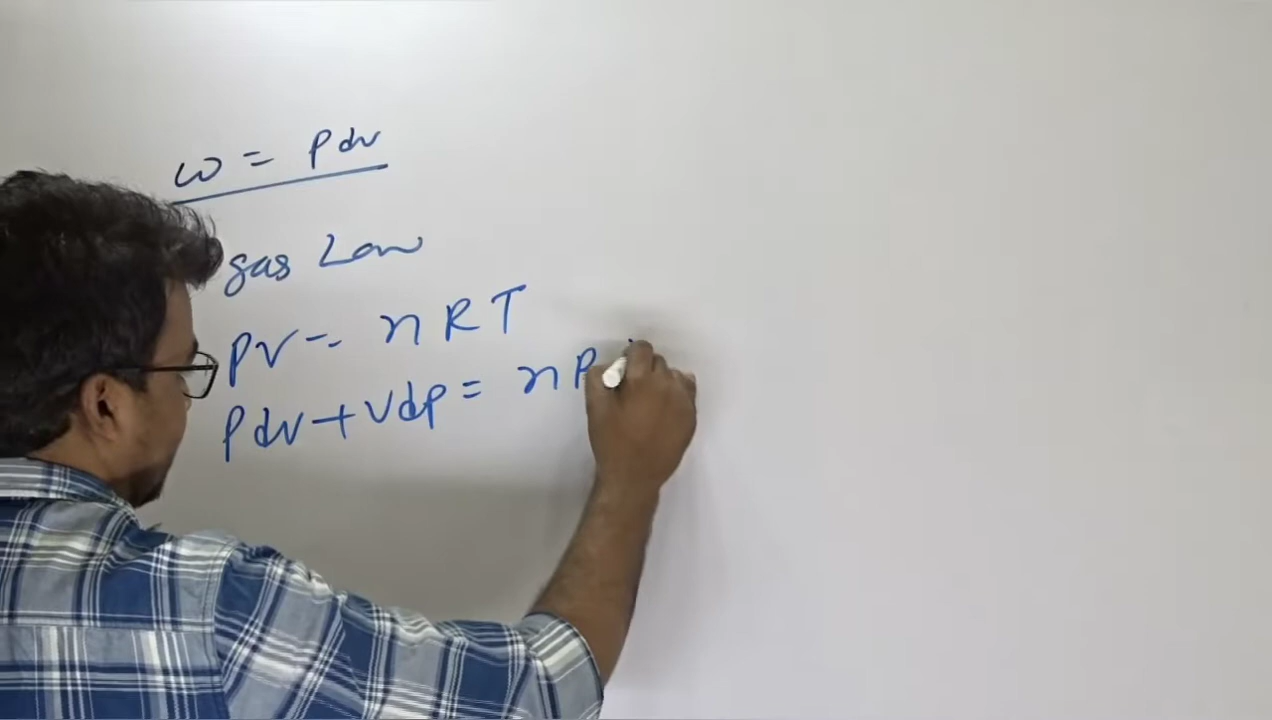 w = Pdv
gas Law
PV = nRT
Pdv + Vdp = nR